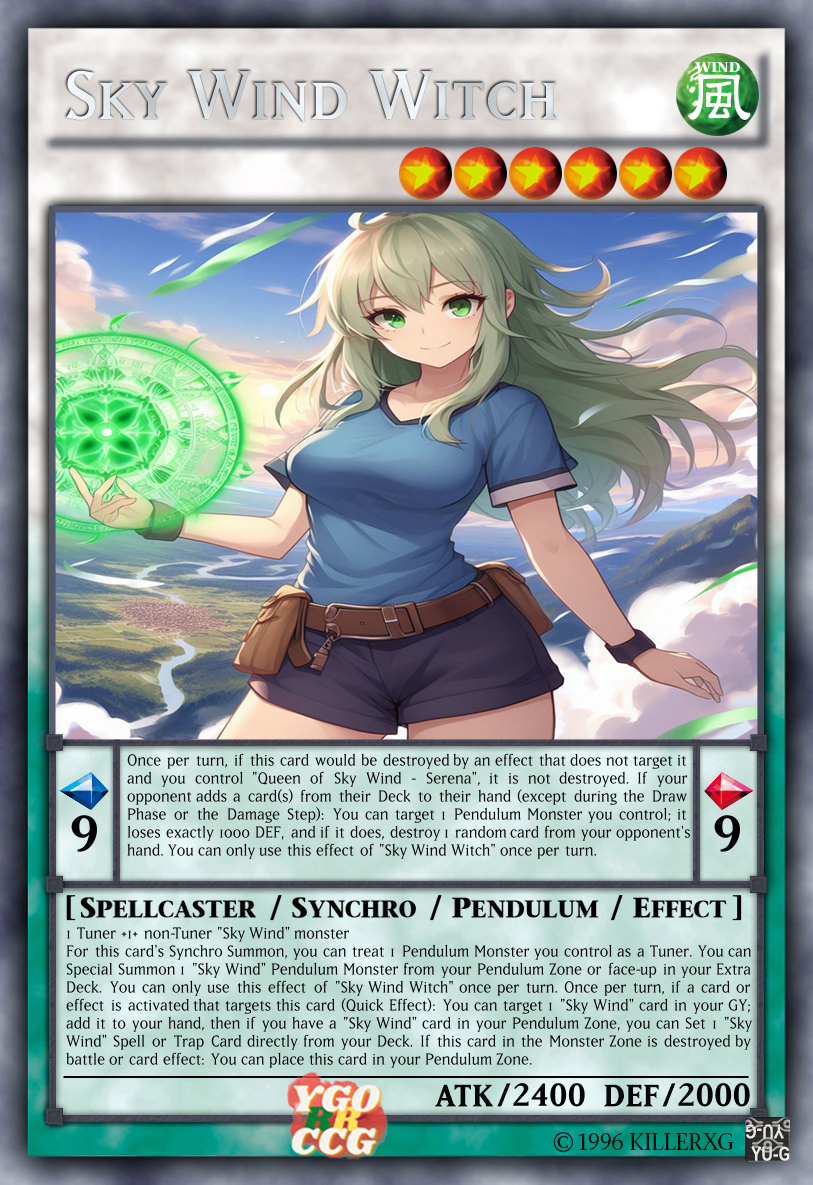 Sky Wind Witch
WIND
風
Once per turn, if this card would be destroyed by an effect that does not target it
and you control "Queen of Sky Wind - Serena", it is not destroyed. If your
opponent adds a card(s) from their Deck to their hand (except during the Draw
Phase or the Damage Step): You can target 1 Pendulum Monster you control; it
loses exactly 1000 DEF, and if it does, destroy 1 random card from your opponent's
hand. You can only use this effect of "Sky Wind Witch" once per turn.
9
9
[ Spellcaster / Synchro / Pendulum / Effect ]
1 Tuner +1+ non-Tuner "Sky Wind" monster
For this card's Synchro Summon, you can treat 1 Pendulum Monster you control as a Tuner. You can
Special Summon 1 "Sky Wind" Pendulum Monster from your Pendulum Zone or face-up in your Extra
Deck. You can only use this effect of "Sky Wind Witch" once per turn. Once per turn, if a card or
effect is activated that targets this card (Quick Effect): You can target 1 "Sky Wind" card in your GY;
add it to your hand, then if you have a "Sky Wind" card in your Pendulum Zone, you can Set 1 "Sky
Wind" Spell or Trap Card directly from your Deck. If this card in the Monster Zone is destroyed by
battle or card effect: You can place this card in your Pendulum Zone.
ATK/2400 DEF/2000
YGO
BB
CCG
© 1996 KILLERXG
YU-G